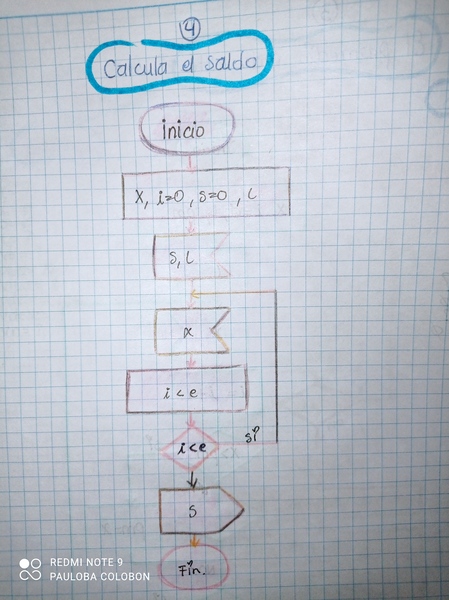 4
Calcula el saldo
inicio
X, i=0, s=0, L
s, L
x
i < e
i<e
sí
S
Fin.
REDMI NOTE 9
PAULOBA COLOBON